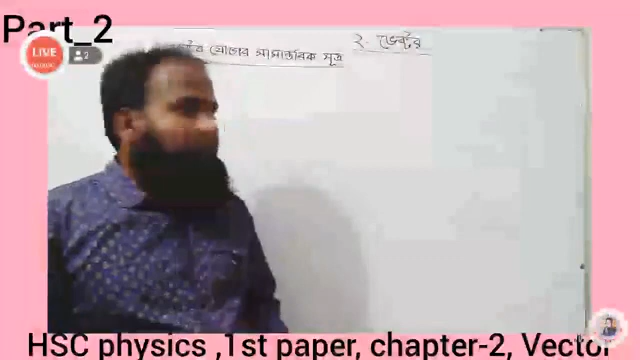 Part_2
LIVE
2
যোগের সামান্তরিক সূত্র
২. ভেক্টর
HSC physics ,1st paper, chapter-2, Vector